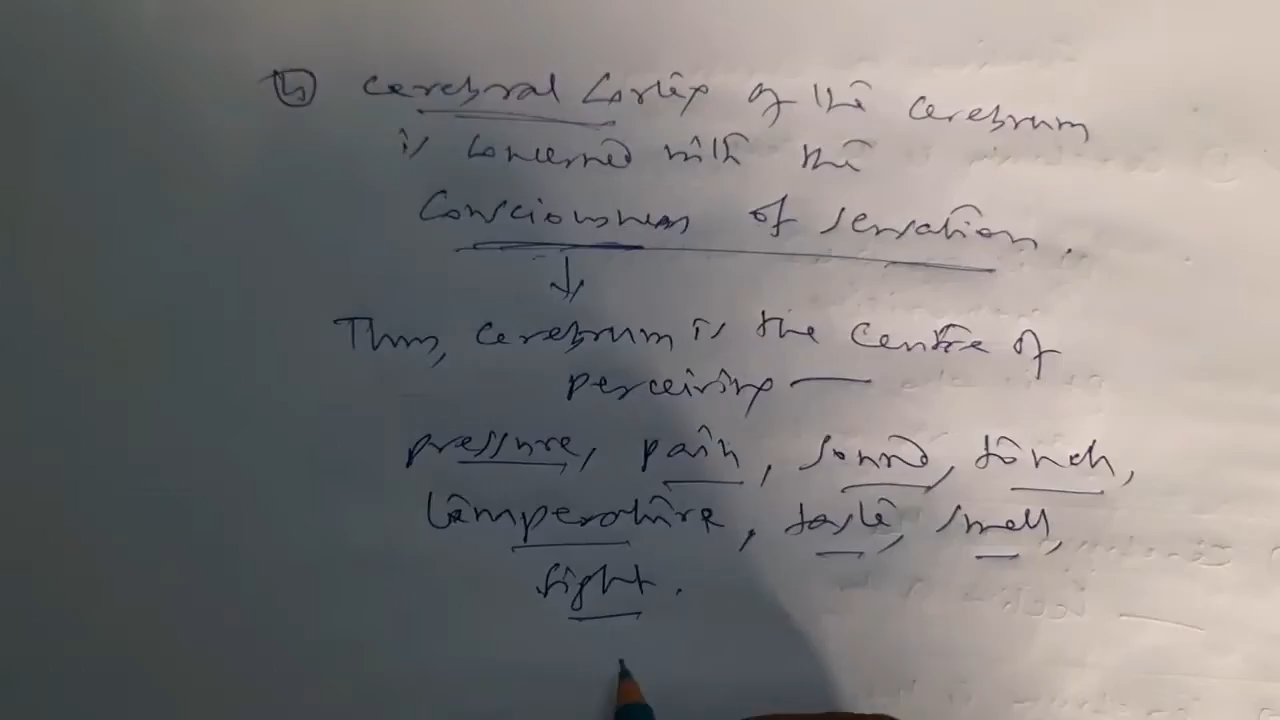 Cerebral Cortex of the Cerebrum
is concerned with the
Consciousness of sensation.
↓
Thus, cerebrum is the centre of
perceiving —
pressure, pain, sound, touch,
temperature, taste, smell,
sight.